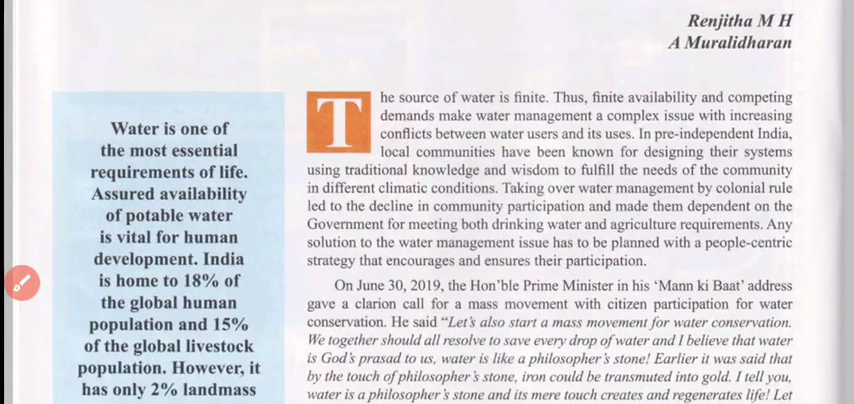 Renjitha M H
A Muralidharan
Water is one of
the most essential
requirements of life.
Assured availability
of potable water
is vital for human
development. India
is home to 18% of
the global human
population and 15%
of the global livestock
population. However, it
has only 2% landmass
The source of water is finite. Thus, finite availability and competing
demands make water management a complex issue with increasing
conflicts between water users and its uses. In pre-independent India,
local communities have been known for designing their systems
using traditional knowledge and wisdom to fulfill the needs of the community
in different climatic conditions. Taking over water management by colonial rule
led to the decline in community participation and made them dependent on the
Government for meeting both drinking water and agriculture requirements. Any
solution to the water management issue has to be planned with a people-centric
strategy that encourages and ensures their participation.
On June 30, 2019, the Hon'ble Prime Minister in his 'Mann ki Baat' address
gave a clarion call for a mass movement with citizen participation for water
conservation. He said "Let's also start a mass movement for water conservation.
We together should all resolve to save every drop of water and I believe that water
is God's prasad to us, water is like a philosopher's stone! Earlier it was said that
by the touch of philosopher's stone, iron could be transmuted into gold. I tell you,
water is a philosopher's stone and its mere touch creates and regenerates life! Let